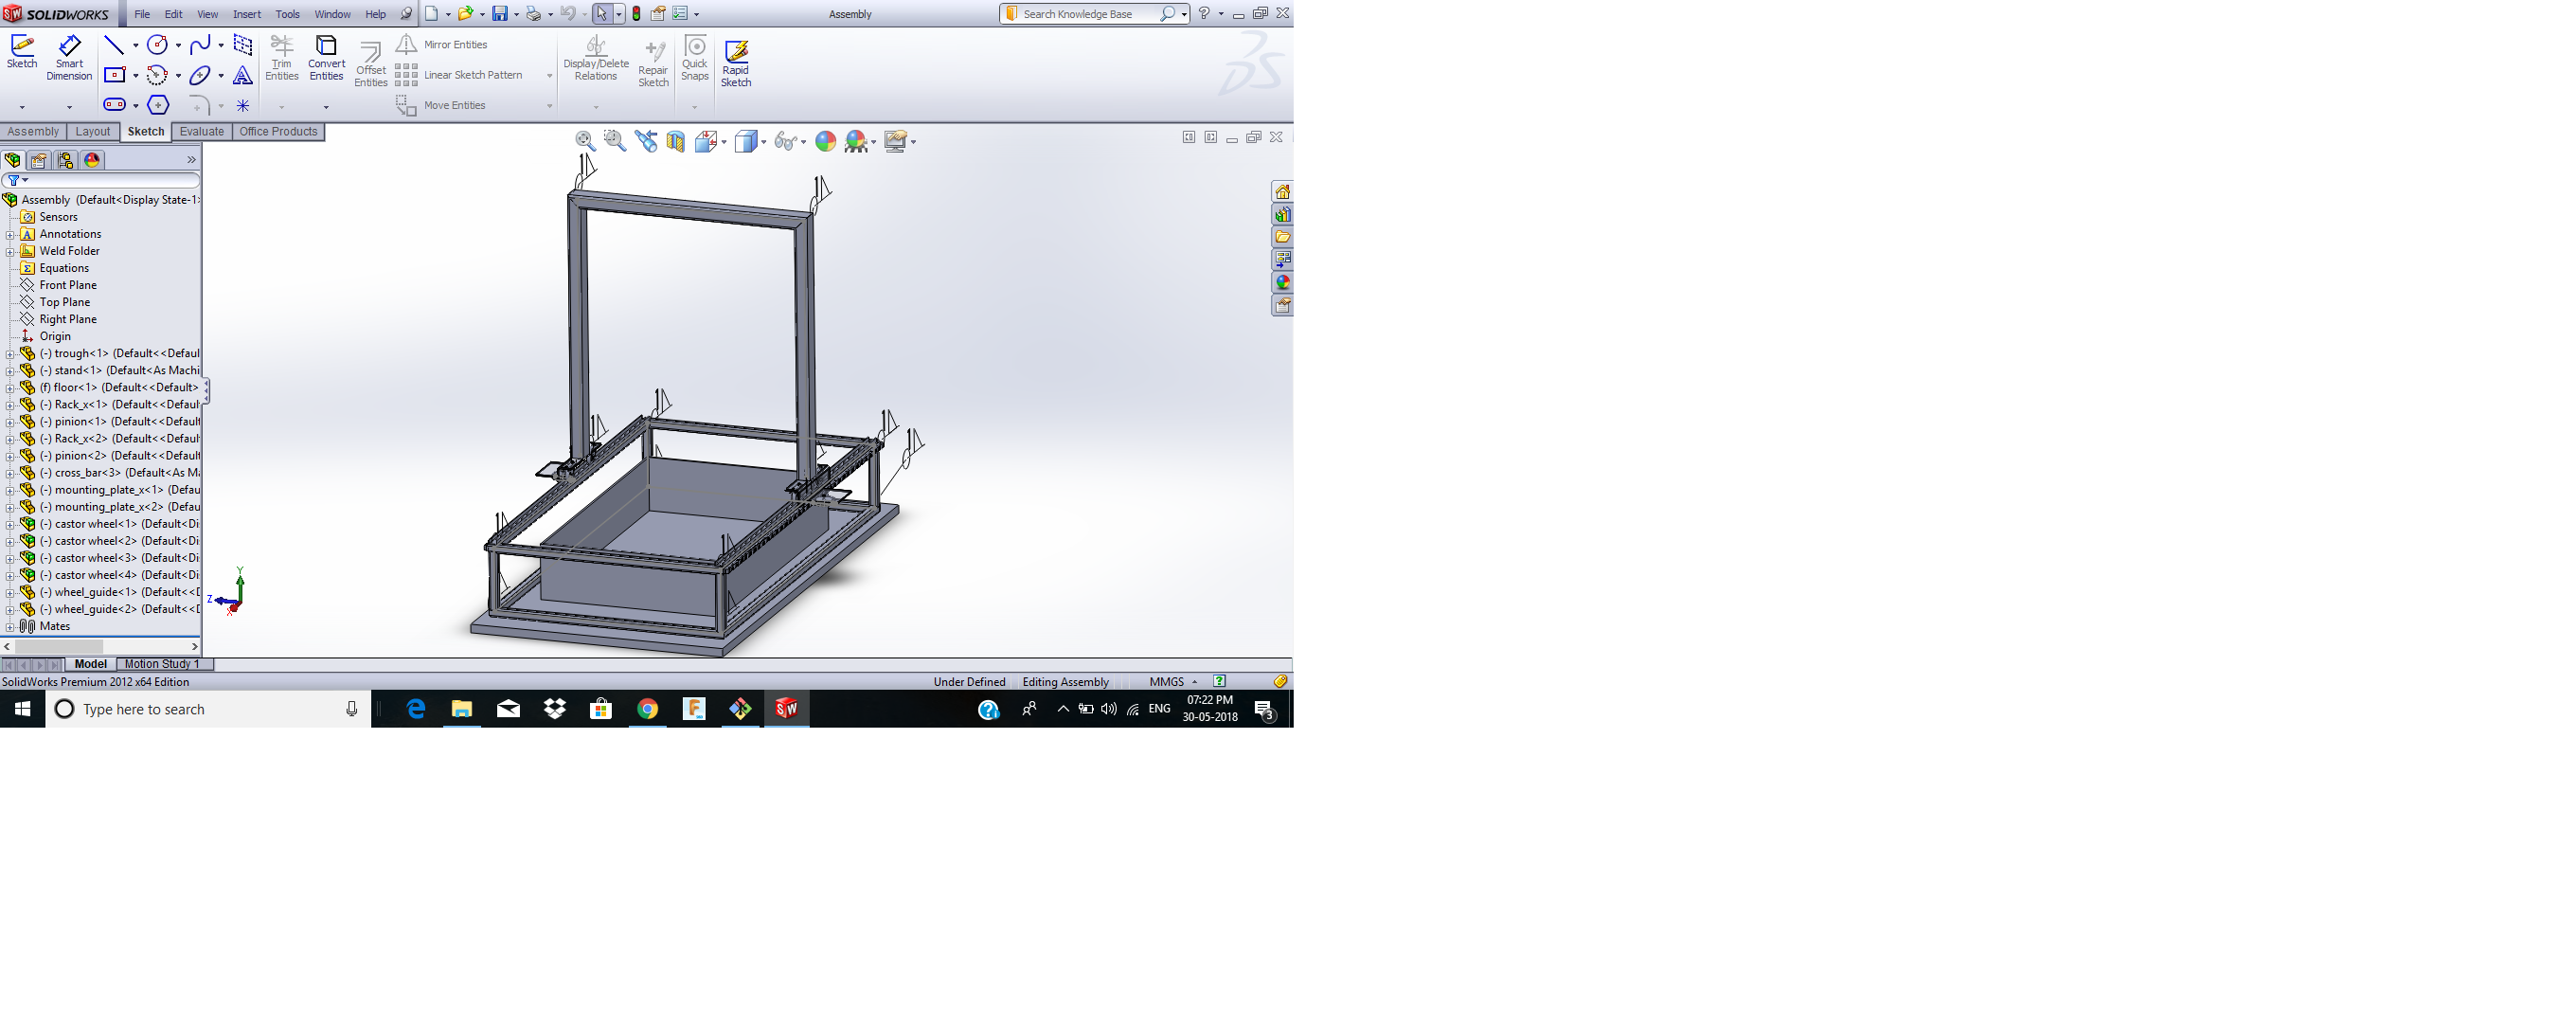 SOLIDWORKS File Edit View Insert Tools Window Help Assembly Search Knowledge Base
Sketch
Smart Dimension
Trim Entities
Convert Entities
Offset Entities
Mirror Entities
Linear Sketch Pattern
Move Entities
Display/Delete Relations
Repair Sketch
Quick Snaps
Rapid Sketch
Assembly Layout Sketch Evaluate Office Products
Assembly (Default<Display State-1>
Sensors
Annotations
Weld Folder
Equations
Front Plane
Top Plane
Right Plane
Origin
(-) trough<1> (Default<<Defaul
(-) stand<1> (Default<As Machi
(f) floor<1> (Default<<Default>
(-) Rack_x<1> (Default<<Defaul
(-) pinion<1> (Default<<Default
(-) Rack_x<2> (Default<<Defaul
(-) pinion<2> (Default<<Default
(-) cross_bar<3> (Default<As Ma
(-) mounting_plate_x<1> (Defau
(-) mounting_plate_x<2> (Defau
(-) castor wheel<1> (Default<Di
(-) castor wheel<2> (Default<Di
(-) castor wheel<3> (Default<Di
(-) castor wheel<4> (Default<Di
(-) wheel_guide<1> (Default<<D
(-) wheel_guide<2> (Default<<D
Mates
Y
Z
X
Model Motion Study 1
SolidWorks Premium 2012 x64 Edition Under Defined Editing Assembly MMGS
Type here to search
ENG
07:22 PM
30-05-2018
3